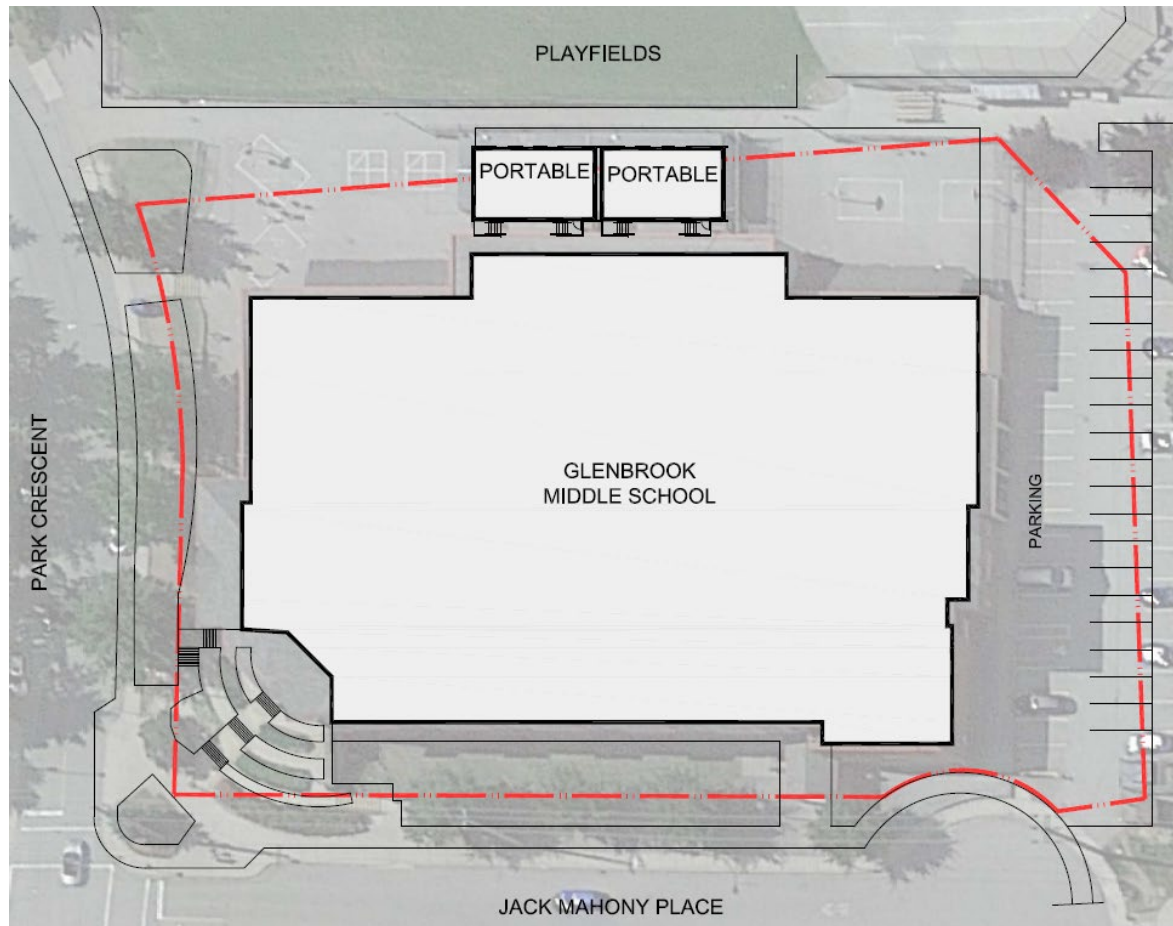 PLAYFIELDS
PORTABLE
PORTABLE
GLENBROOK
MIDDLE SCHOOL
PARK CRESCENT
PARKING
JACK MAHONY PLACE